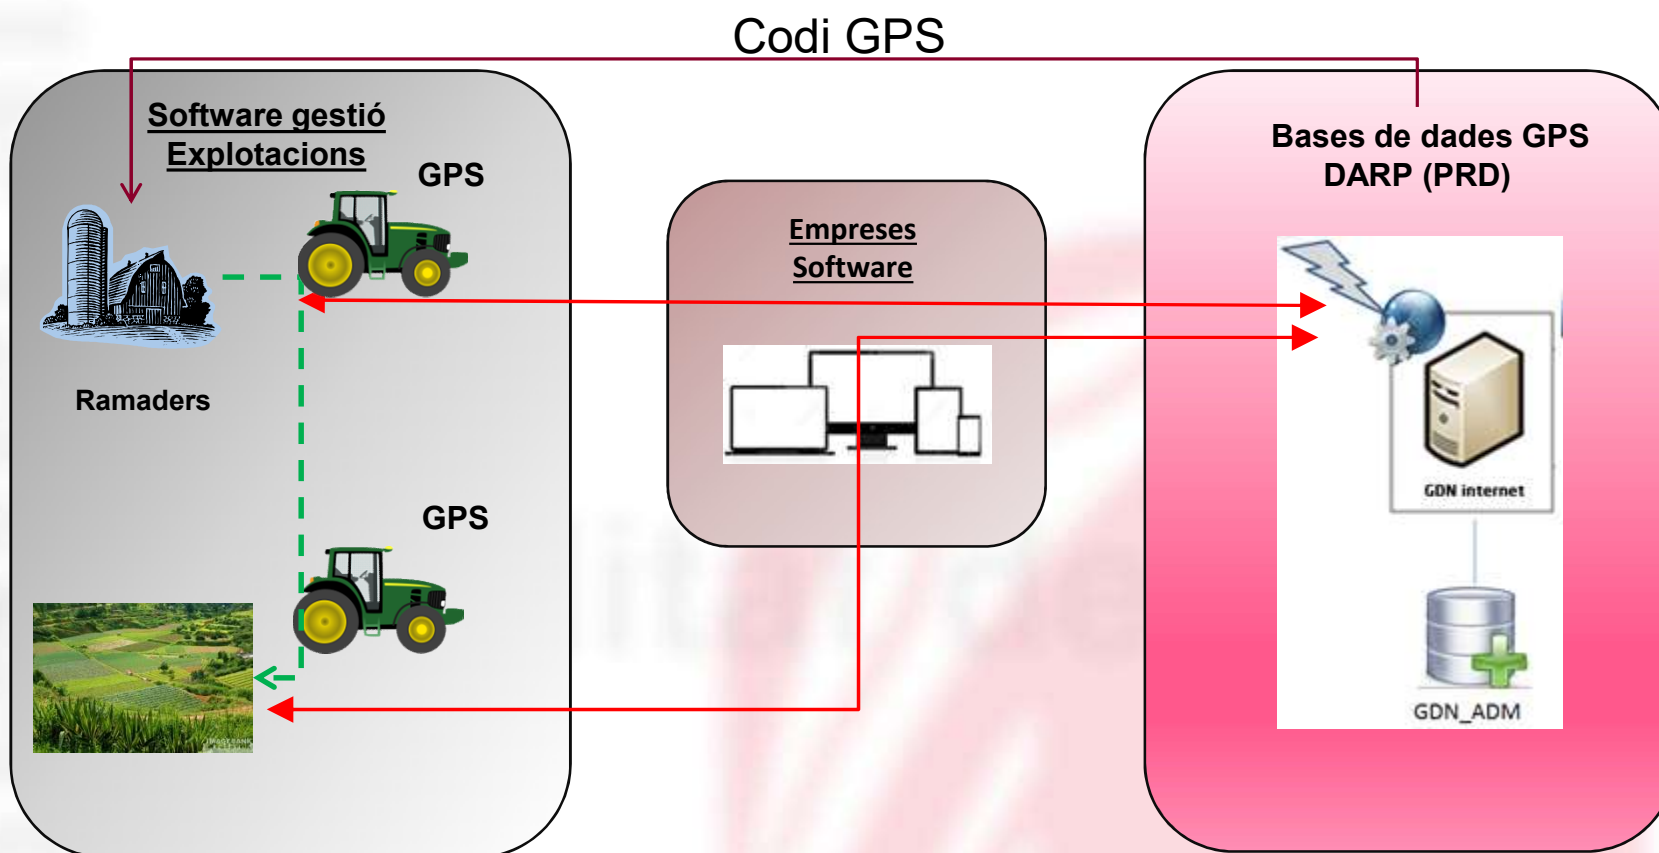 Codi GPS
Software gestió
Explotacions
GPS
Ramaders
GPS
Empreses
Software
Bases de dades GPS
DARP (PRD)
GDN internet
GDN_ADM